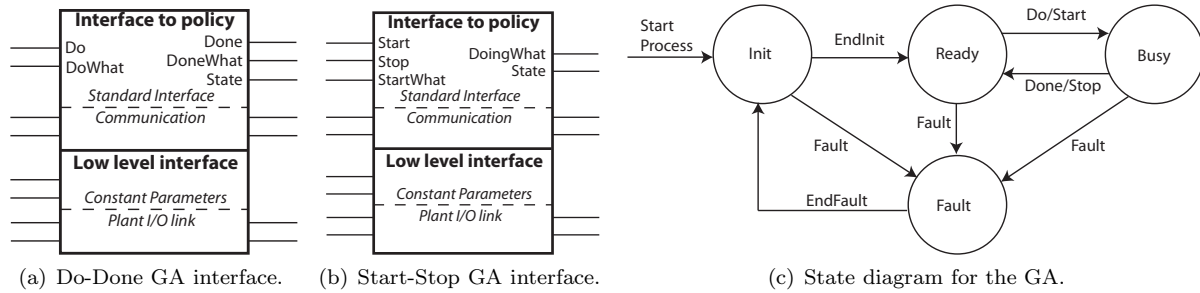 Interface to policy
Do
DoWhat
Done
DoneWhat
State
Standard Interface
Communication
Low level interface
Constant Parameters
Plant I/O link
(a) Do-Done GA interface.
Interface to policy
Start
Stop
StartWhat
DoingWhat
State
Standard Interface
Communication
Low level interface
Constant Parameters
Plant I/O link
(b) Start-Stop GA interface.
Start
Process
Init
EndInit
Ready
Do/Start
Busy
Done/Stop
Fault
Fault
Fault
EndFault
Fault
(c) State diagram for the GA.